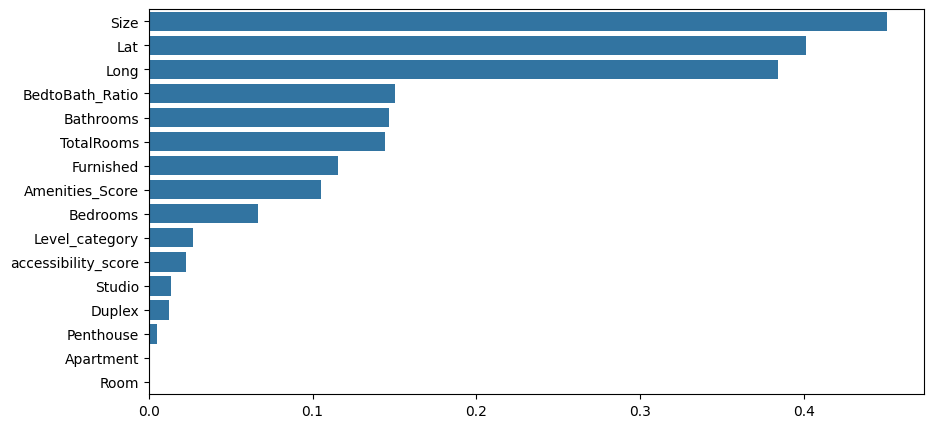 Size
Lat
Long
BedtoBath_Ratio
Bathrooms
TotalRooms
Furnished
Amenities_Score
Bedrooms
Level_category
accessibility_score
Studio
Duplex
Penthouse
Apartment
Room
0.0 0.1 0.2 0.3 0.4